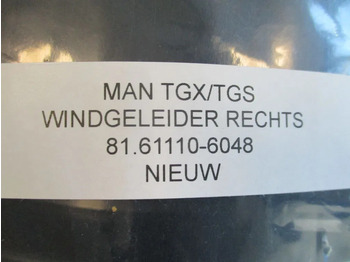 MAN TGX/TGS
WINDGELEIDER RECHTS
81.61110-6048
NIEUW